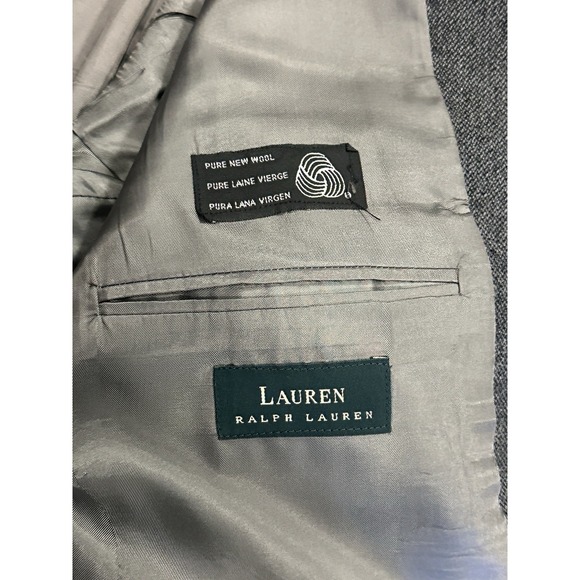 PURE NEW WOOL
PURE LAINE VIERGE
PURA LANA VIRGEN
LAUREN
RALPH LAUREN